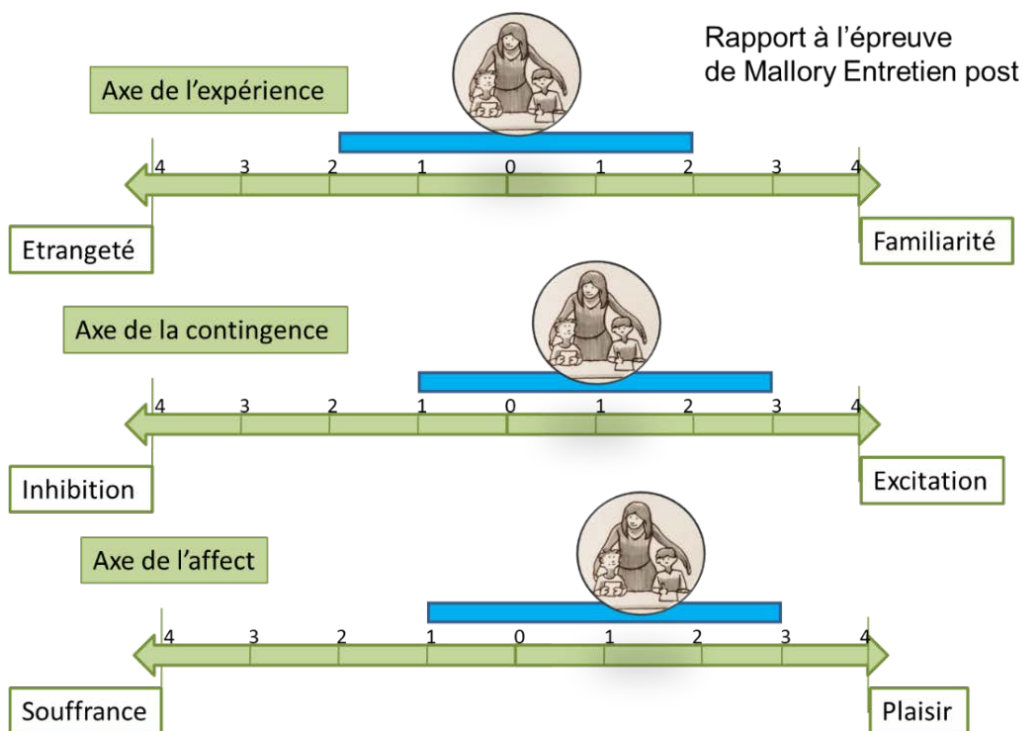 Rapport à l'épreuve
de Mallory Entretien post
Axe de l'expérience
4 3 2 1 0 1 2 3 4
Etrangeté
Familiarité
Axe de la contingence
4 3 2 1 0 1 2 3 4
Inhibition
Excitation
Axe de l'affect
4 3 2 1 0 1 2 3 4
Souffrance
Plaisir